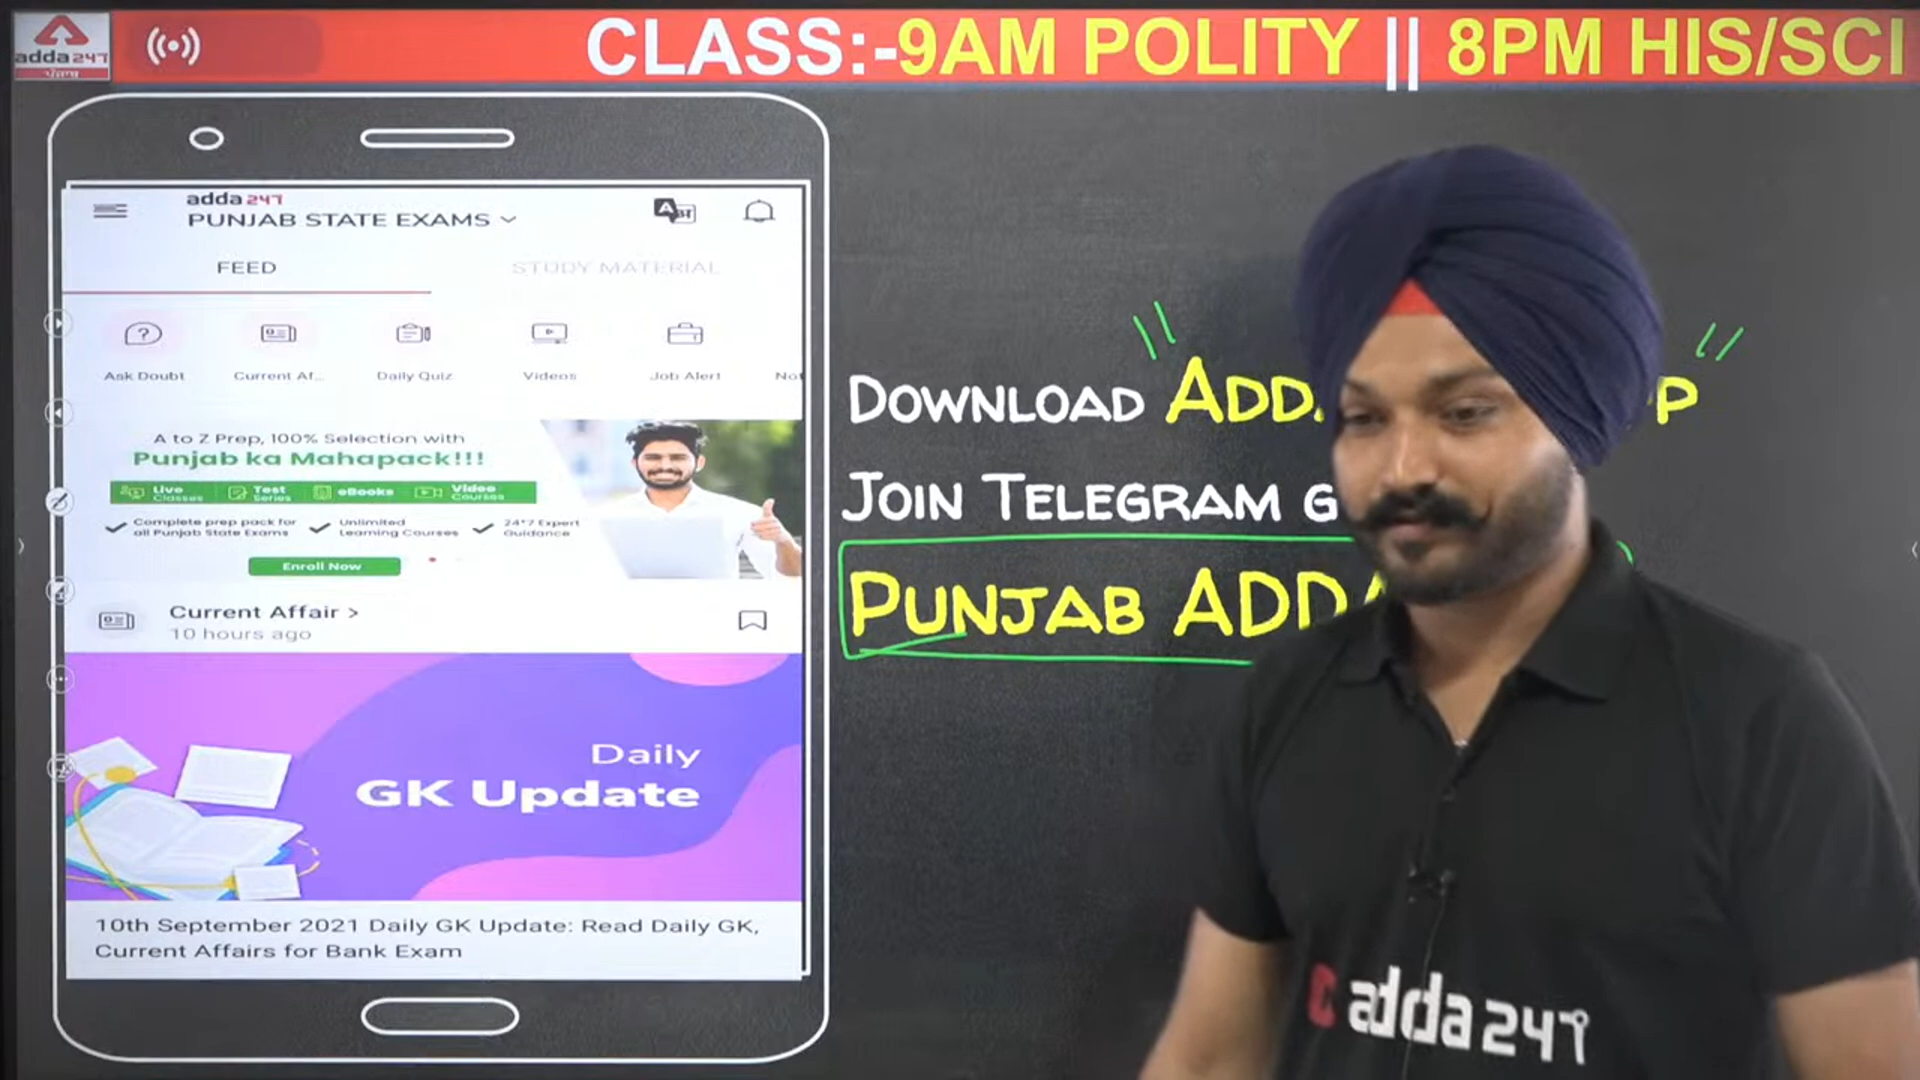 adda247
ਪੰਜਾਬ
CLASS:-9AM POLITY || 8PM HIS/SCI
adda247
PUNJAB STATE EXAMS
FEED
STUDY MATERIAL
Ask Doubt
Current Af...
Daily Quiz
Videos
Job Alert
A to Z Prep, 100% Selection with
Punjab ka Mahapack!!!
Live Classes
Test Series
eBooks
Video Courses
Complete prep pack for all Punjab State Exams
Unlimited Learning Courses
24*7 Expert Guidance
Enroll Now
Current Affair >
10 hours ago
Daily
GK Update
10th September 2021 Daily GK Update: Read Daily GK,
Current Affairs for Bank Exam
DOWNLOAD
JOIN TELEGRAM
PUNJAB ADDA
adda247